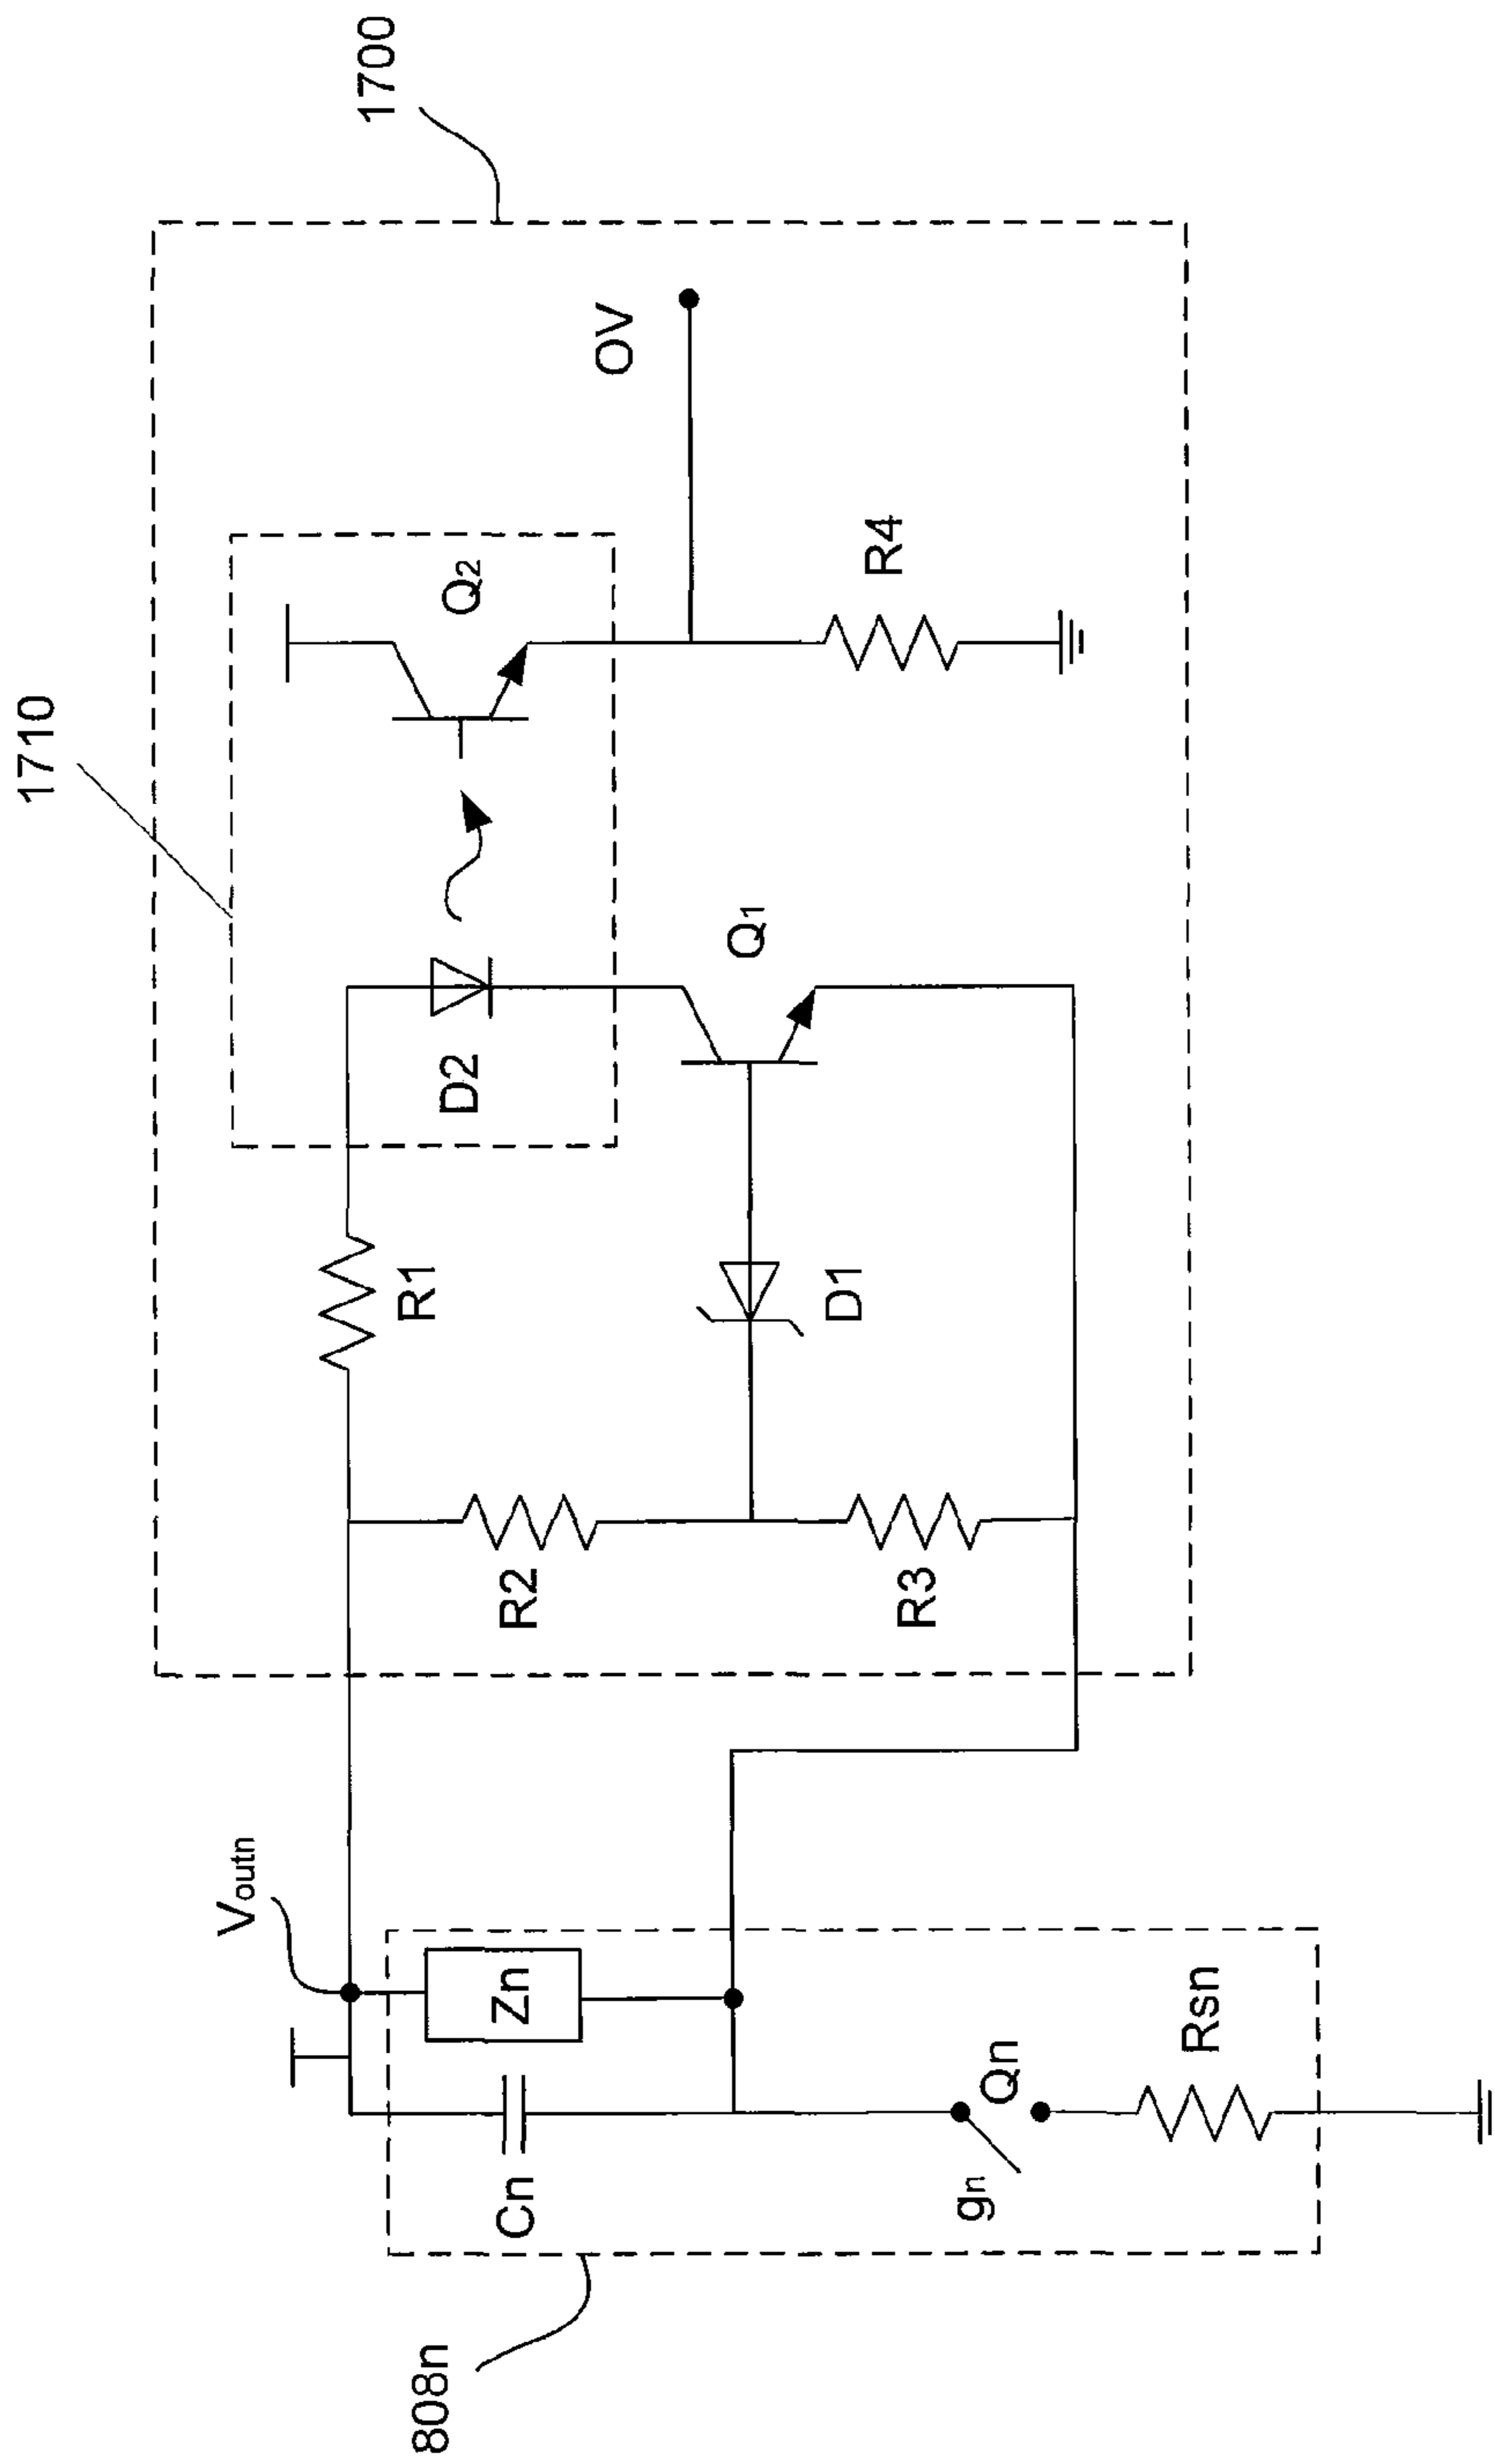 1710
1700
Voutn
R1
D2
Q2
OV
Zn
R2
D1
Q1
R4
Cn
R3
808n
gn
Qn
Rsn